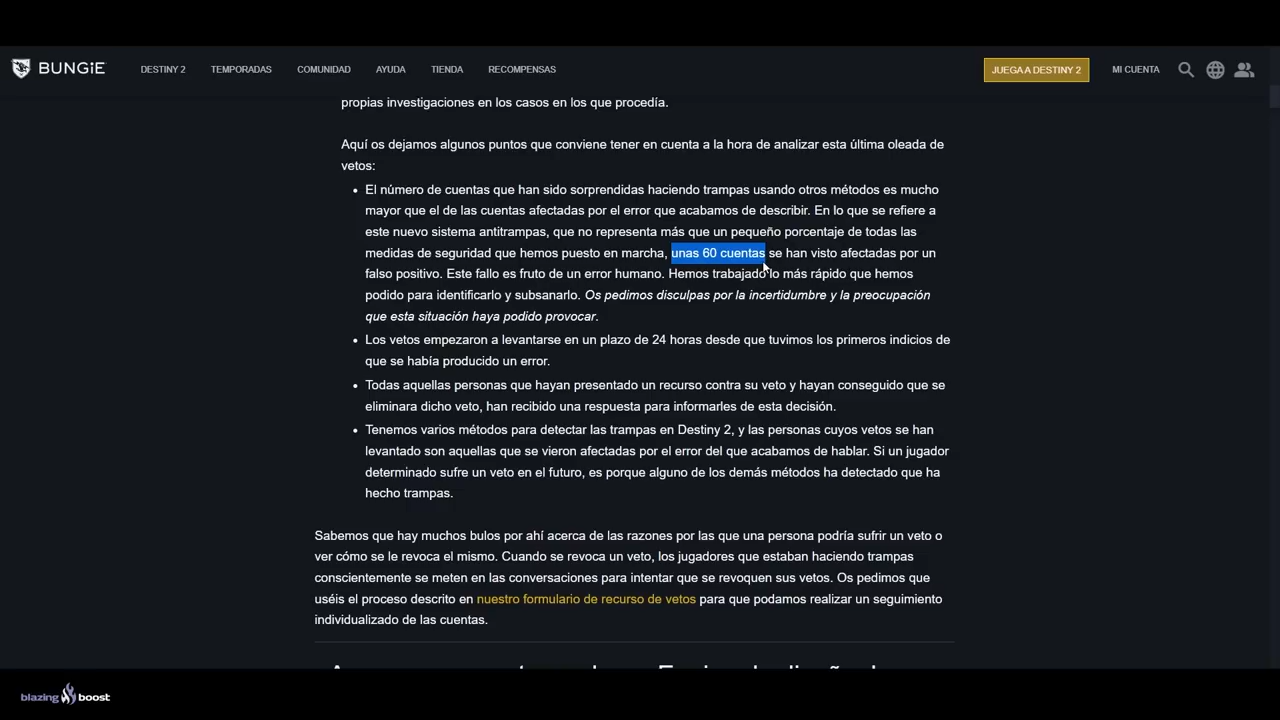 BUNGiE
DESTINY 2 TEMPORADAS COMUNIDAD AYUDA TIENDA RECOMPENSAS JUEGA A DESTINY 2 MI CUENTA
propias investigaciones en los casos en los que procedía.
Aquí os dejamos algunos puntos que conviene tener en cuenta a la hora de analizar esta última oleada de
vetos:
• El número de cuentas que han sido sorprendidas haciendo trampas usando otros métodos es mucho
mayor que el de las cuentas afectadas por el error que acabamos de describir. En lo que se refiere a
este nuevo sistema antitrampas, que no representa más que un pequeño porcentaje de todas las
medidas de seguridad que hemos puesto en marcha, unas 60 cuentas se han visto afectadas por un
falso positivo. Este fallo es fruto de un error humano. Hemos trabajado lo más rápido que hemos
podido para identificarlo y subsanarlo. Os pedimos disculpas por la incertidumbre y la preocupación
que esta situación haya podido provocar.
• Los vetos empezaron a levantarse en un plazo de 24 horas desde que tuvimos los primeros indicios de
que se había producido un error.
• Todas aquellas personas que hayan presentado un recurso contra su veto y hayan conseguido que se
eliminara dicho veto, han recibido una respuesta para informarles de esta decisión.
• Tenemos varios métodos para detectar las trampas en Destiny 2, y las personas cuyos vetos se han
levantado son aquellas que se vieron afectadas por el error del que acabamos de hablar. Si un jugador
determinado sufre un veto en el futuro, es porque alguno de los demás métodos ha detectado que ha
hecho trampas.
Sabemos que hay muchos bulos por ahí acerca de las razones por las que una persona podría sufrir un veto o
ver cómo se le revoca el mismo. Cuando se revoca un veto, los jugadores que estaban haciendo trampas
conscientemente se meten en las conversaciones para intentar que se revoquen sus vetos. Os pedimos que
uséis el proceso descrito en nuestro formulario de recurso de vetos para que podamos realizar un seguimiento
individualizado de las cuentas.
blazing boost